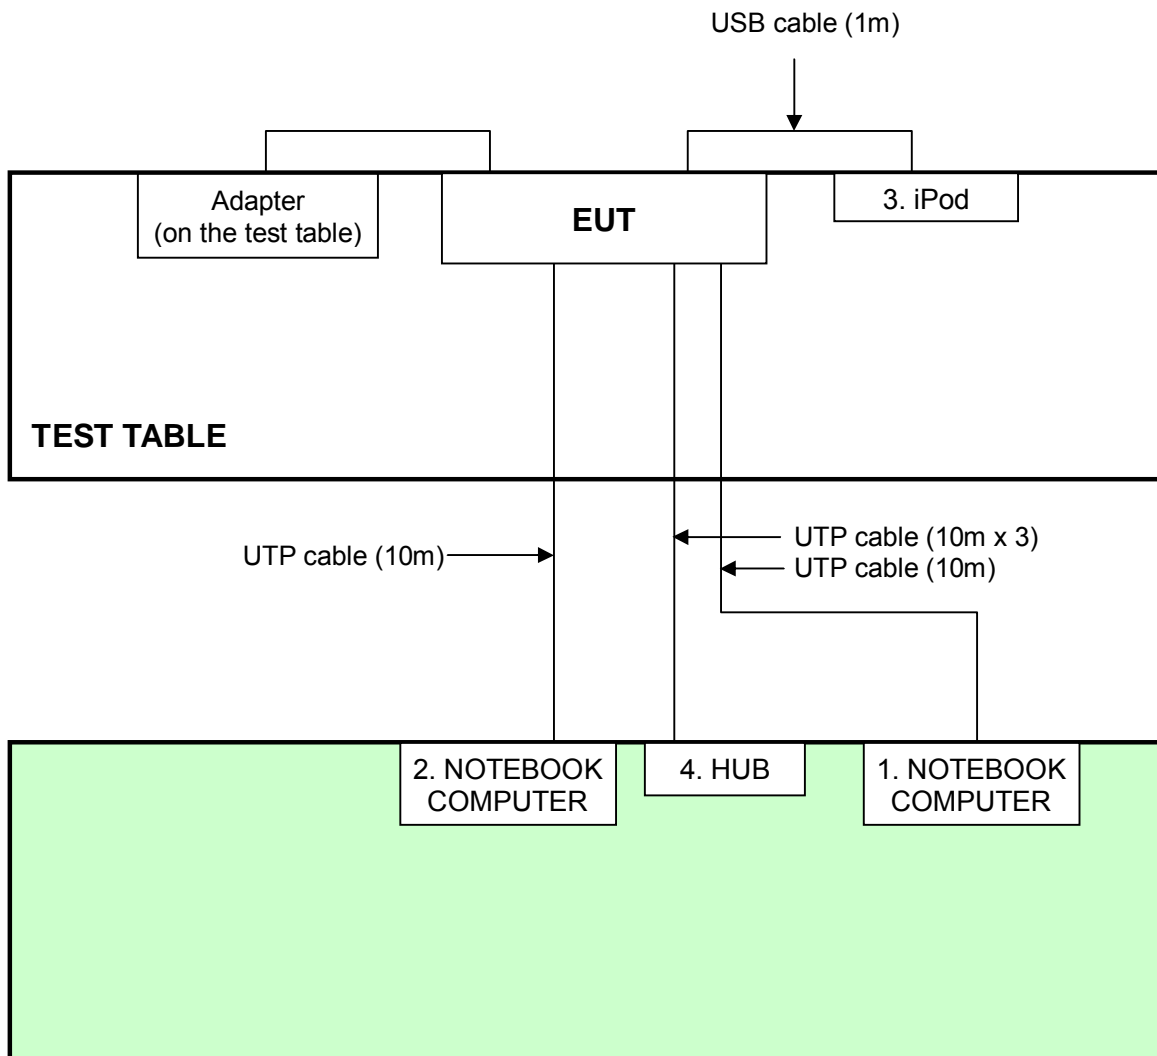 USB cable (1m)
Adapter
(on the test table)
EUT
3. iPod
TEST TABLE
UTP cable (10m)
UTP cable (10m x 3)
UTP cable (10m)
2. NOTEBOOK
COMPUTER
4. HUB
1. NOTEBOOK
COMPUTER